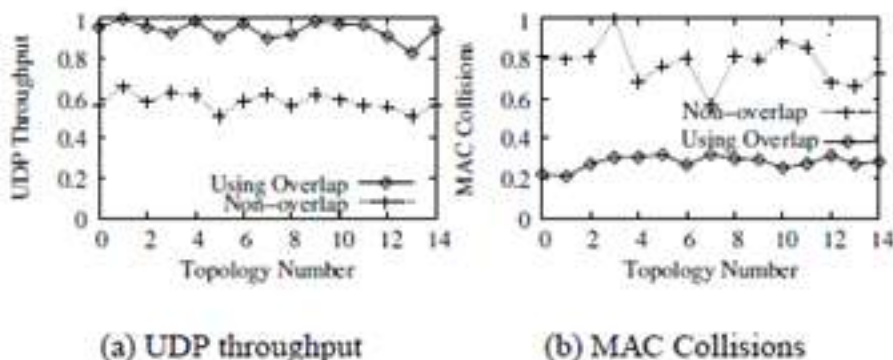 UDP Throughput
1
0.8
0.6
0.4
0.2
0
Using Overlap
Non-overlap
0 2 4 6 8 10 12 14
Topology Number
(a) UDP throughput
MAC Collisions
1
0.8
0.6
0.4
0.2
0
Non-overlap
Using Overlap
0 2 4 6 8 10 12 14
Topology Number
(b) MAC Collisions